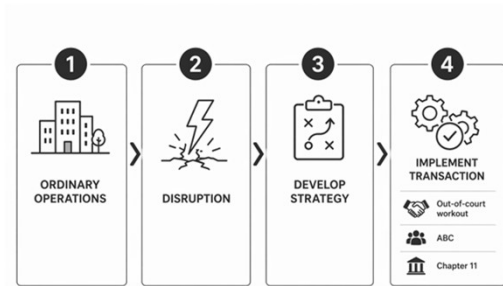 1
ORDINARY
OPERATIONS
2
DISRUPTION
3
DEVELOP
STRATEGY
4
IMPLEMENT
TRANSACTION
Out-of-court
workout
ABC
Chapter 11